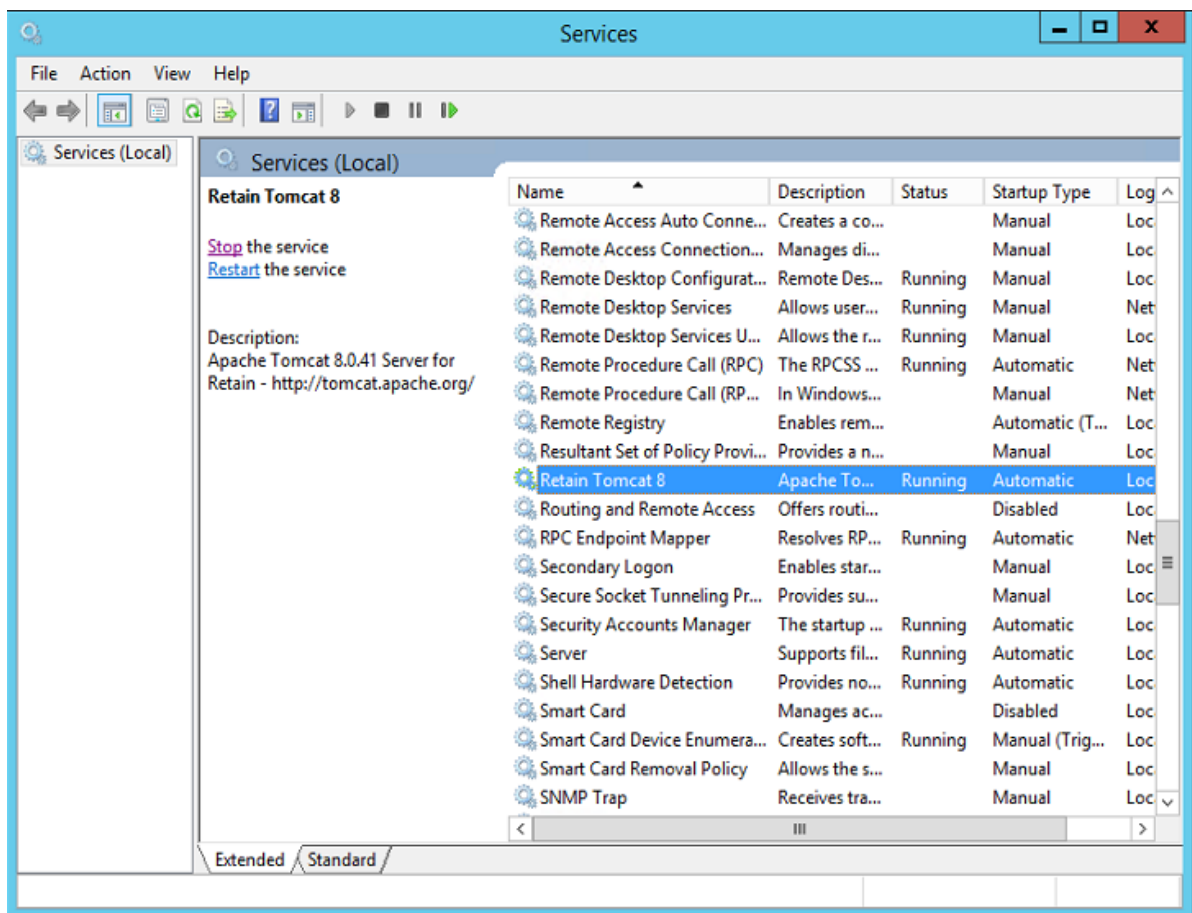 Services
File Action View Help
Services (Local)
Services (Local)
Retain Tomcat 8
Stop the service
Restart the service
Description:
Apache Tomcat 8.0.41 Server for
Retain - http://tomcat.apache.org/
Name Description Status Startup Type Log
Remote Access Auto Conne... Creates a co... Manual Loc
Remote Access Connection... Manages di... Manual Loc
Remote Desktop Configurat... Remote Des... Running Manual Loc
Remote Desktop Services Allows user... Running Manual Net
Remote Desktop Services U... Allows the r... Running Manual Loc
Remote Procedure Call (RPC) The RPCSS ... Running Automatic Net
Remote Procedure Call (RP... In Windows... Manual Net
Remote Registry Enables rem... Automatic (T... Loc
Resultant Set of Policy Provi... Provides a n... Manual Loc
Retain Tomcat 8 Apache To... Running Automatic Loc
Routing and Remote Access Offers routi... Disabled Loc
RPC Endpoint Mapper Resolves RP... Running Automatic Net
Secondary Logon Enables star... Manual Loc
Secure Socket Tunneling Pr... Provides su... Manual Loc
Security Accounts Manager The startup ... Running Automatic Loc
Server Supports fil... Running Automatic Loc
Shell Hardware Detection Provides no... Running Automatic Loc
Smart Card Manages ac... Disabled Loc
Smart Card Device Enumera... Creates soft... Running Manual (Trig... Loc
Smart Card Removal Policy Allows the s... Manual Loc
SNMP Trap Receives tra... Manual Loc
Extended Standard